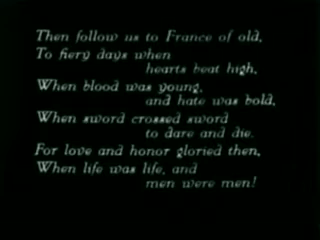 Then follow us to France of old,
To fiery days when
hearts beat high,
When blood was young,
and hate was bold,
When sword crossed sword
to dare and die.
For love and honor gloried then,
When life was life, and
men were men!